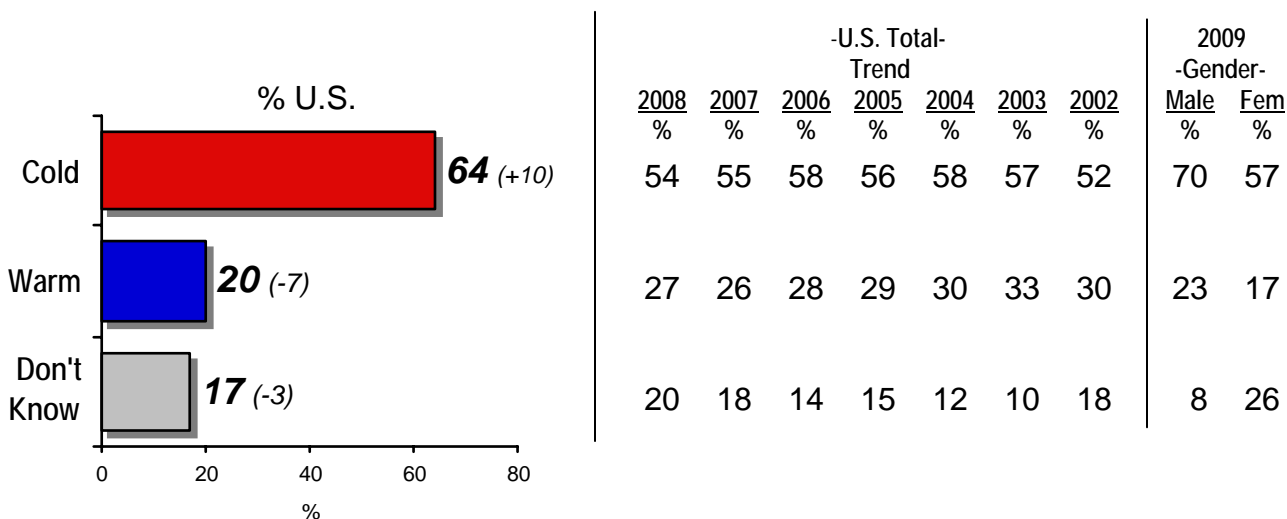 -U.S. Total-
Trend
2009
-Gender-
% U.S.
2008 2007 2006 2005 2004 2003 2002 Male Fem
% % % % % % % % %
Cold 64 (+10) 54 55 58 56 58 57 52 70 57
Warm 20 (-7) 27 26 28 29 30 33 30 23 17
Don't
Know 17 (-3) 20 18 14 15 12 10 18 8 26
0 20 40 60 80
%